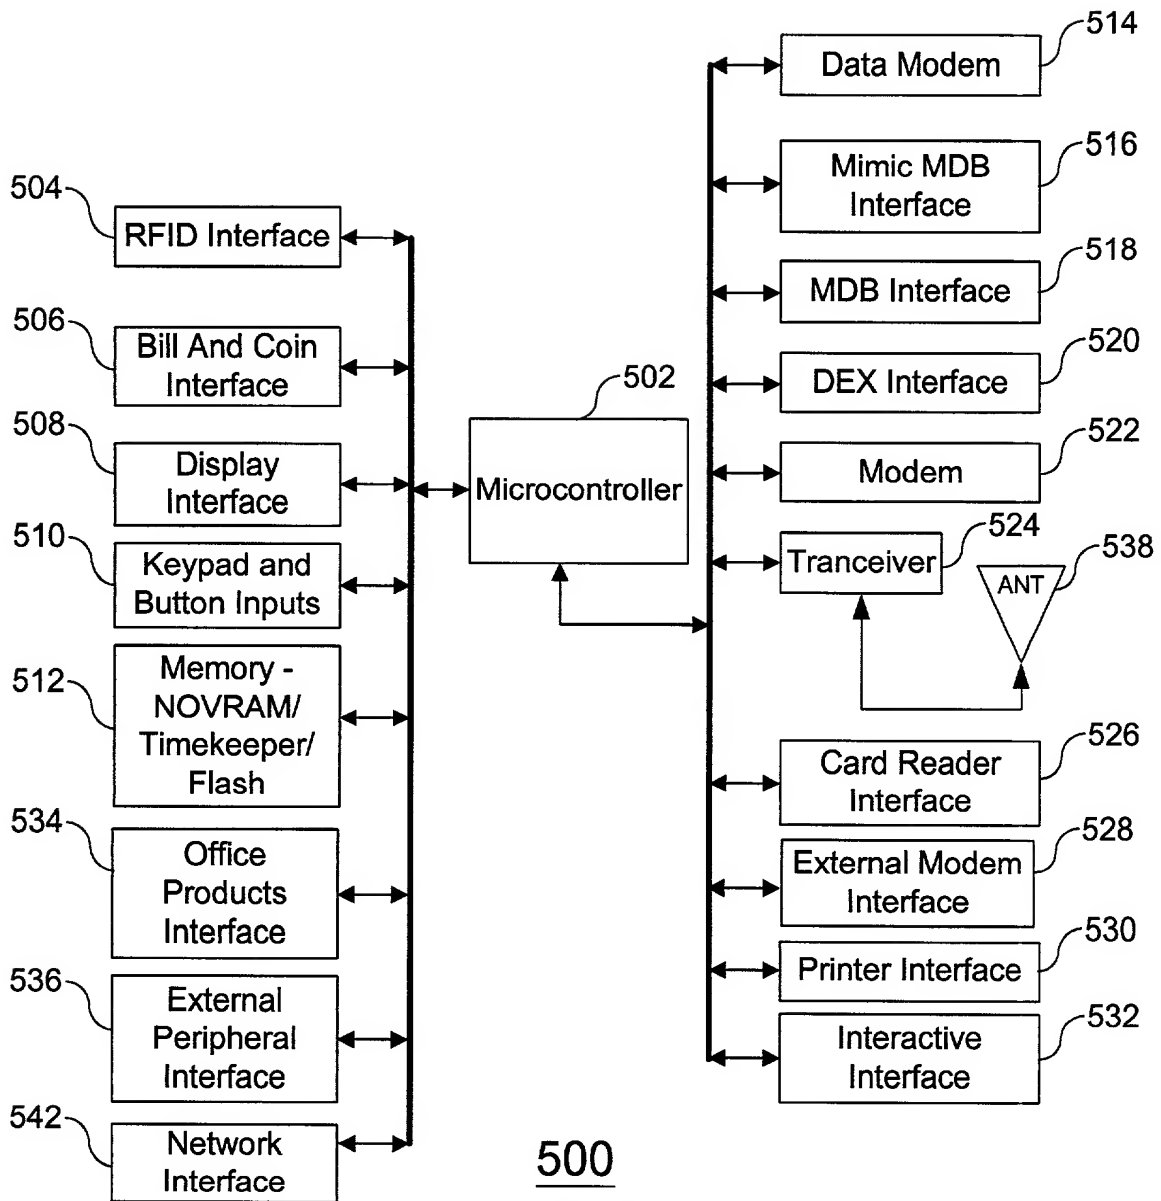 504
RFID Interface
506
Bill And Coin
Interface
508
Display
Interface
510
Keypad and
Button Inputs
512
Memory -
NOVRAM/
Timekeeper/
Flash
534
Office
Products
Interface
536
External
Peripheral
Interface
542
Network
Interface
502
Microcontroller
514
Data Modem
516
Mimic MDB
Interface
518
MDB Interface
520
DEX Interface
522
Modem
524
Tranceiver
538
ANT
526
Card Reader
Interface
528
External Modem
Interface
530
Printer Interface
532
Interactive
Interface
500